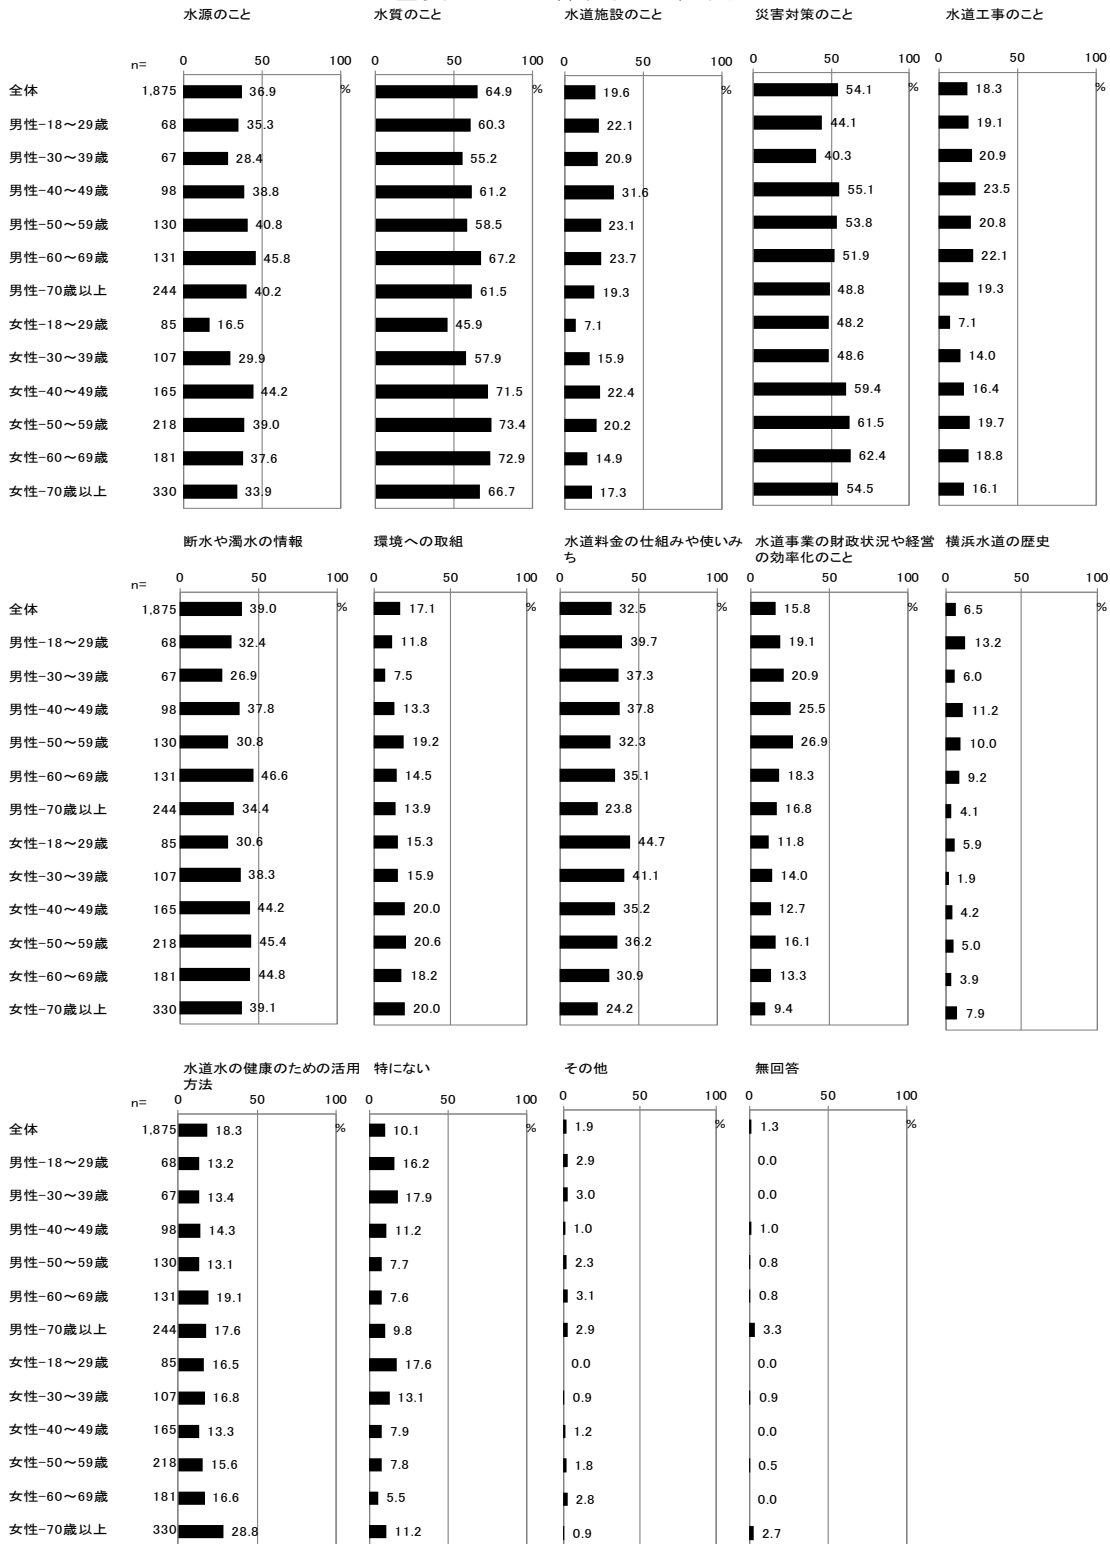 水源のこと 水質のこと 水道施設のこと 災害対策のこと 水道工事のこと
n= 0 50 100 0 50 100 0 50 100 0 50 100 0 50 100
全体 1,875 36.9 % 64.9 % 19.6 % 54.1 % 18.3 %
男性-18～29歳 68 35.3 60.3 22.1 44.1 19.1
男性-30～39歳 67 28.4 55.2 20.9 40.3 20.9
男性-40～49歳 98 38.8 61.2 31.6 55.1 23.5
男性-50～59歳 130 40.8 58.5 23.1 53.8 20.8
男性-60～69歳 131 45.8 67.2 23.7 51.9 22.1
男性-70歳以上 244 40.2 61.5 19.3 48.8 19.3
女性-18～29歳 85 16.5 45.9 7.1 48.2 7.1
女性-30～39歳 107 29.9 57.9 15.9 48.6 14.0
女性-40～49歳 165 44.2 71.5 22.4 59.4 16.4
女性-50～59歳 218 39.0 73.4 20.2 61.5 19.7
女性-60～69歳 181 37.6 72.9 14.9 62.4 18.8
女性-70歳以上 330 33.9 66.7 17.3 54.5 16.1
断水や濁水の情報 環境への取組 水道料金の仕組みや使いみ 水道事業の財政状況や経営 横浜水道の歴史
ち の効率化のこと
n= 0 50 100 0 50 100 0 50 100 0 50 100 0 50 100
全体 1,875 39.0 % 17.1 % 32.5 % 15.8 % 6.5 %
男性-18～29歳 68 32.4 11.8 39.7 19.1 13.2
男性-30～39歳 67 26.9 7.5 37.3 20.9 6.0
男性-40～49歳 98 37.8 13.3 37.8 25.5 11.2
男性-50～59歳 130 30.8 19.2 32.3 26.9 10.0
男性-60～69歳 131 46.6 14.5 35.1 18.3 9.2
男性-70歳以上 244 34.4 13.9 23.8 16.8 4.1
女性-18～29歳 85 30.6 15.3 44.7 11.8 5.9
女性-30～39歳 107 38.3 15.9 41.1 14.0 1.9
女性-40～49歳 165 44.2 20.0 35.2 12.7 4.2
女性-50～59歳 218 45.4 20.6 36.2 16.1 5.0
女性-60～69歳 181 44.8 18.2 30.9 13.3 3.9
女性-70歳以上 330 39.1 20.0 24.2 9.4 7.9
水道水の健康のための活用 特にない その他 無回答
方法
n= 0 50 100 0 50 100 0 50 100 0 50 100
全体 1,875 18.3 % 10.1 % 1.9 % 1.3 %
男性-18～29歳 68 13.2 16.2 2.9 0.0
男性-30～39歳 67 13.4 17.9 3.0 0.0
男性-40～49歳 98 14.3 11.2 1.0 1.0
男性-50～59歳 130 13.1 7.7 2.3 0.8
男性-60～69歳 131 19.1 7.6 3.1 0.8
男性-70歳以上 244 17.6 9.8 2.9 3.3
女性-18～29歳 85 16.5 17.6 0.0 0.0
女性-30～39歳 107 16.8 13.1 0.9 0.9
女性-40～49歳 165 13.3 7.9 1.2 0.0
女性-50～59歳 218 15.6 7.8 1.8 0.5
女性-60～69歳 181 16.6 5.5 2.8 0.0
女性-70歳以上 330 28.8 11.2 0.9 2.7